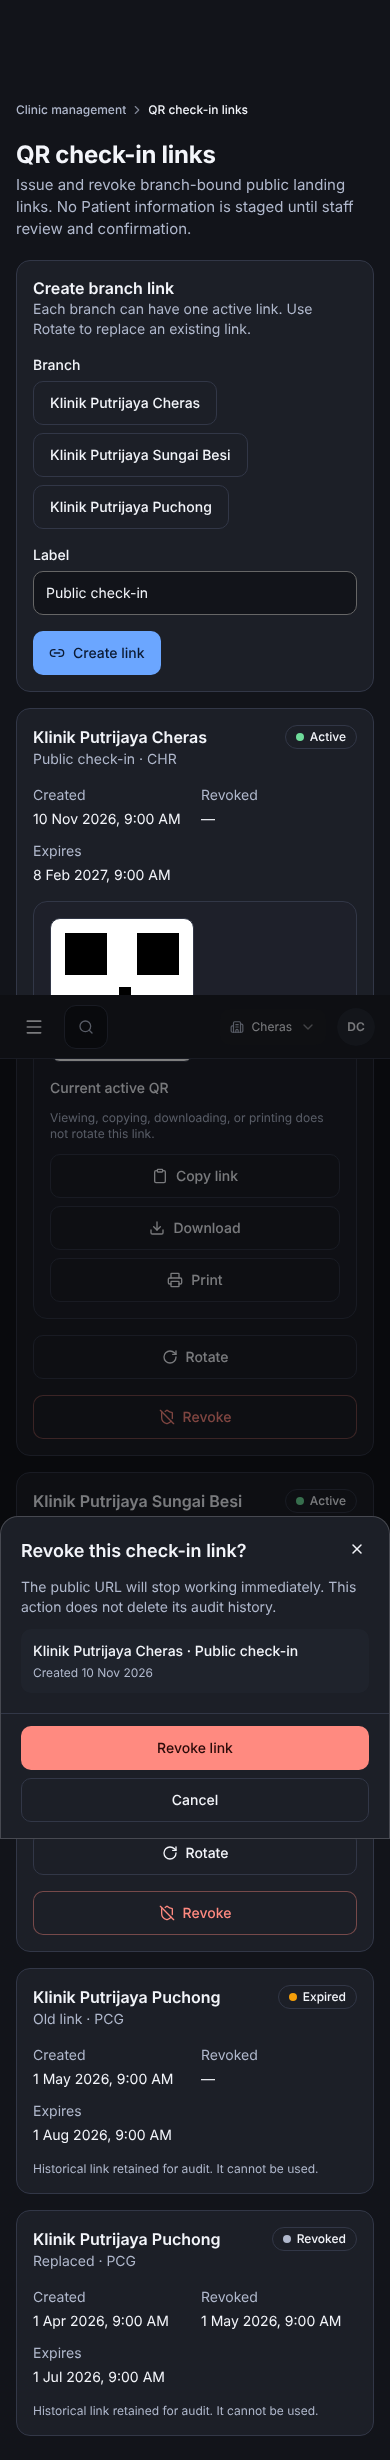 Clinic management > QR check-in links
QR check-in links
Issue and revoke branch-bound public landing
links. No Patient information is staged until staff
review and confirmation.
Create branch link
Each branch can have one active link. Use
Rotate to replace an existing link.
Branch
Klinik Putrijaya Cheras
Klinik Putrijaya Sungai Besi
Klinik Putrijaya Puchong
Label
Public check-in
Create link
Klinik Putrijaya Cheras
Active
Public check-in · CHR
Created
Revoked
10 Nov 2026, 9:00 AM
—
Expires
8 Feb 2027, 9:00 AM
Cheras
DC
Current active QR
Viewing, copying, downloading, or printing does
not rotate this link.
Copy link
Download
Print
Rotate
Revoke
Klinik Putrijaya Sungai Besi
Active
Revoke this check-in link?
The public URL will stop working immediately. This
action does not delete its audit history.
Klinik Putrijaya Cheras · Public check-in
Created 10 Nov 2026
Revoke link
Cancel
Rotate
Revoke
Klinik Putrijaya Puchong
Expired
Old link · PCG
Created
Revoked
1 May 2026, 9:00 AM
—
Expires
1 Aug 2026, 9:00 AM
Historical link retained for audit. It cannot be used.
Klinik Putrijaya Puchong
Revoked
Replaced · PCG
Created
Revoked
1 Apr 2026, 9:00 AM
1 May 2026, 9:00 AM
Expires
1 Jul 2026, 9:00 AM
Historical link retained for audit. It cannot be used.